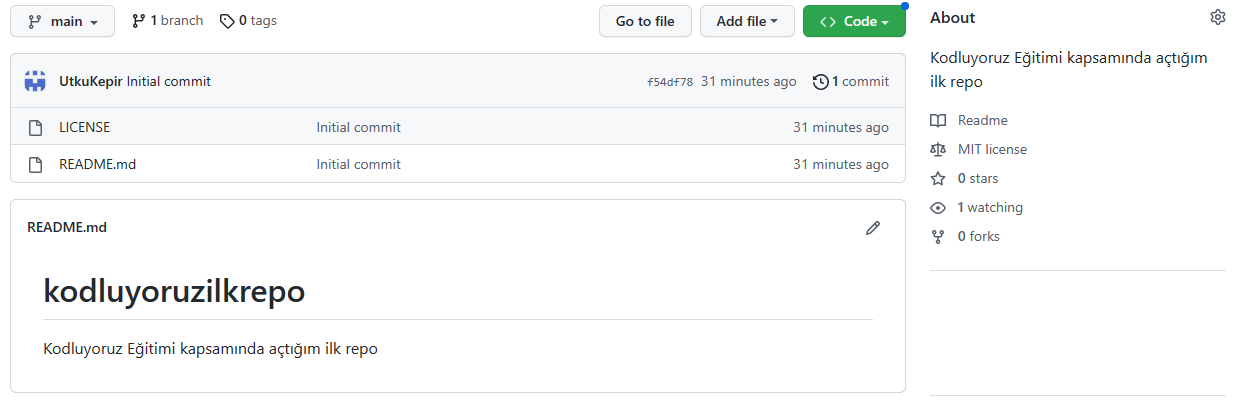 main
1 branch
0 tags
Go to file
Add file
Code
UtkuKepir Initial commit
f54df78 31 minutes ago
1 commit
LICENSE
Initial commit
31 minutes ago
README.md
Initial commit
31 minutes ago
README.md
kodluyoruzilkrepo
Kodluyoruz Eğitimi kapsamında açtığım ilk repo
About
Kodluyoruz Eğitimi kapsamında açtığım
ilk repo
Readme
MIT license
0 stars
1 watching
0 forks